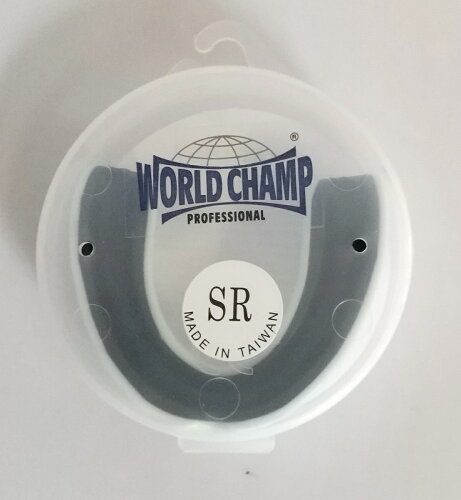 ®
WORLD CHAMP
PROFESSIONAL
SR
MADE IN TAIWAN